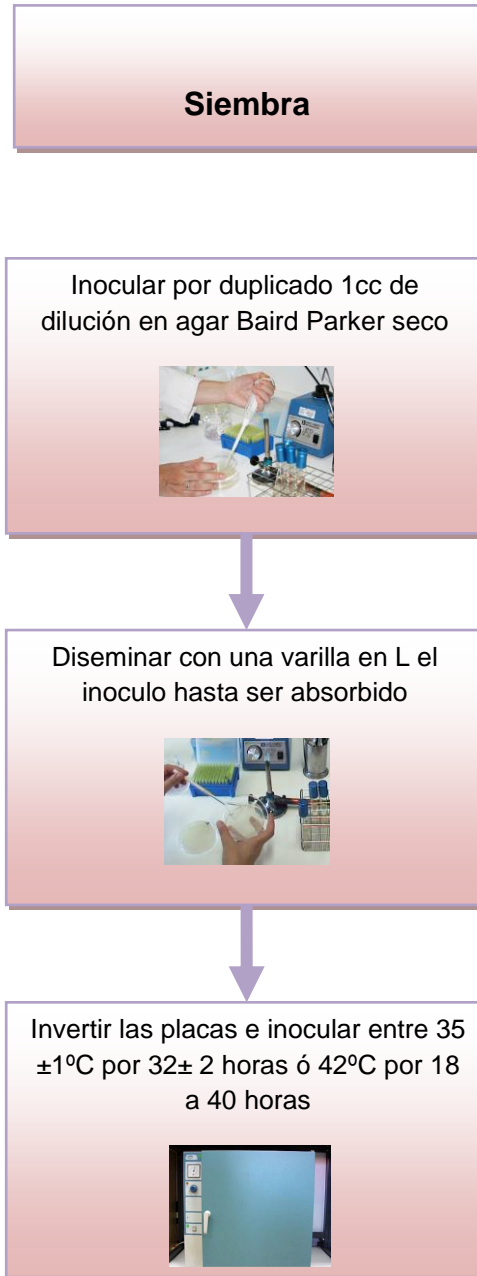 Siembra
Inocular por duplicado 1cc de
dilución en agar Baird Parker seco
Diseminar con una varilla en L el
inoculo hasta ser absorbido
Invertir las placas e inocular entre 35
±1ºC por 32± 2 horas ó 42ºC por 18
a 40 horas